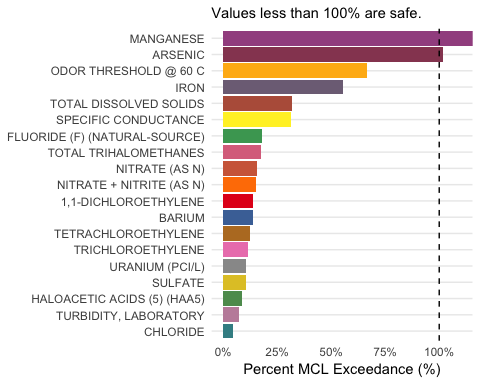 Values less than 100% are safe.
MANGANESE
ARSENIC
ODOR THRESHOLD @ 60 C
IRON
TOTAL DISSOLVED SOLIDS
SPECIFIC CONDUCTANCE
FLUORIDE (F) (NATURAL-SOURCE)
TOTAL TRIHALOMETHANES
NITRATE (AS N)
NITRATE + NITRITE (AS N)
1,1-DICHLOROETHYLENE
BARIUM
TETRACHLOROETHYLENE
TRICHLOROETHYLENE
URANIUM (PCI/L)
SULFATE
HALOACETIC ACIDS (5) (HAA5)
TURBIDITY, LABORATORY
CHLORIDE
0% 25% 50% 75% 100%
Percent MCL Exceedance (%)